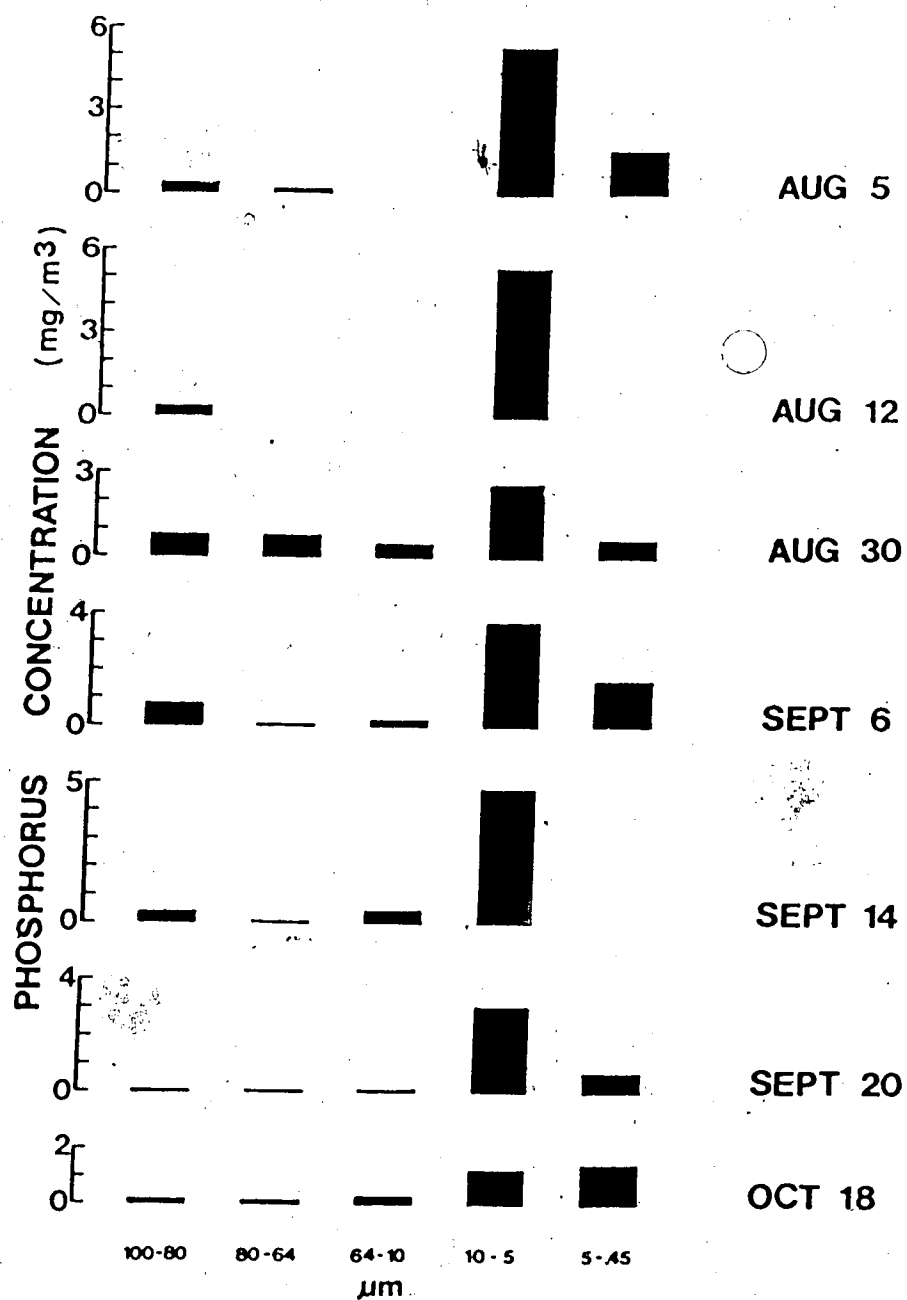 6
3
0
AUG 5
6
3
0
AUG 12
3
0
AUG 30
4
0
SEPT 6
5
0
SEPT 14
4
0
SEPT 20
2
0
OCT 18
PHOSPHORUS CONCENTRATION (mg/m3)
100-80 80-64 64-10 10-5 5-.45
µm